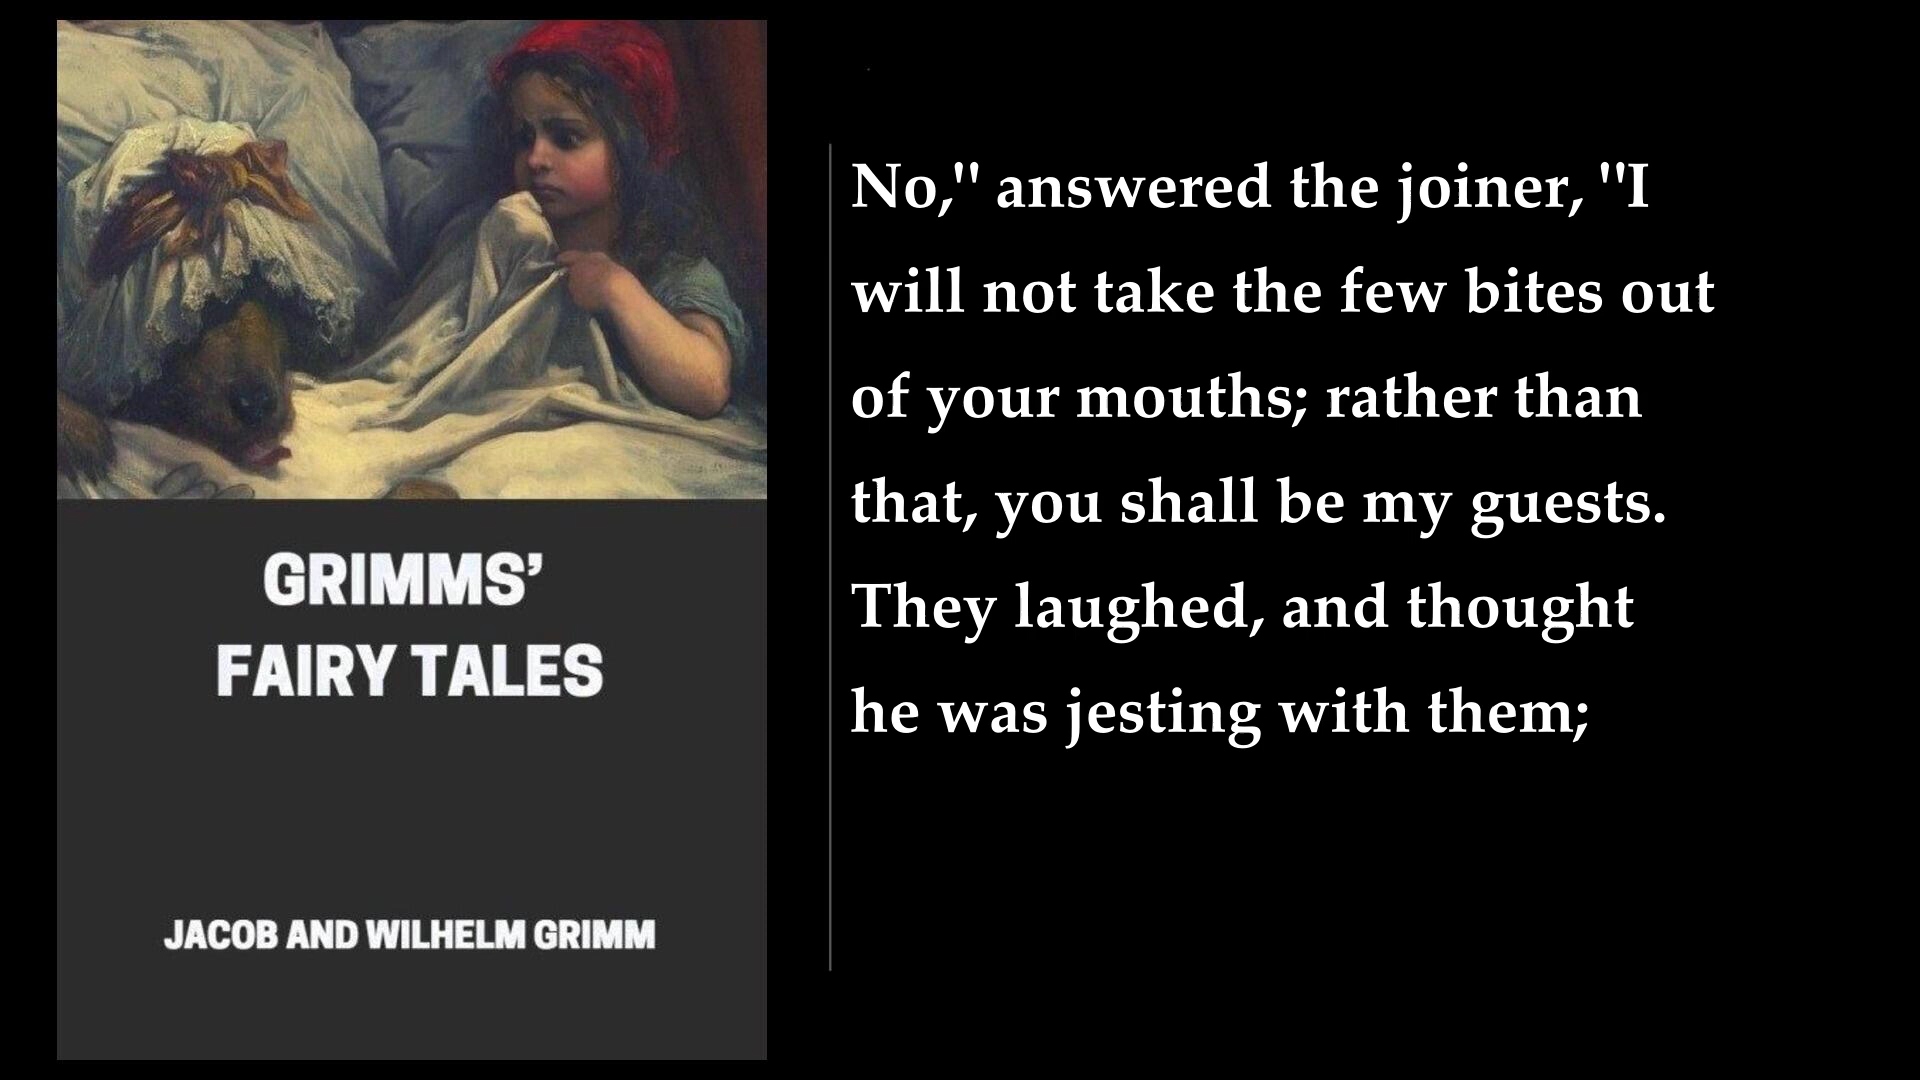 GRIMMS’
FAIRY TALES
JACOB AND WILHELM GRIMM
No," answered the joiner, "I
will not take the few bites out
of your mouths; rather than
that, you shall be my guests.
They laughed, and thought
he was jesting with them;